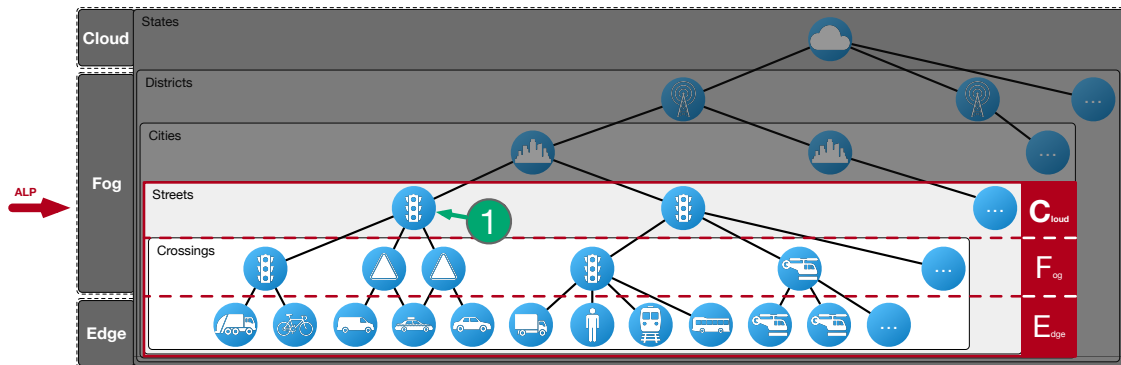 States
Cloud
Districts
...
Cities
...
Fog
ALP
Streets
...
Cloud
1
Crossings
...
Fog
Edge
...
Edge